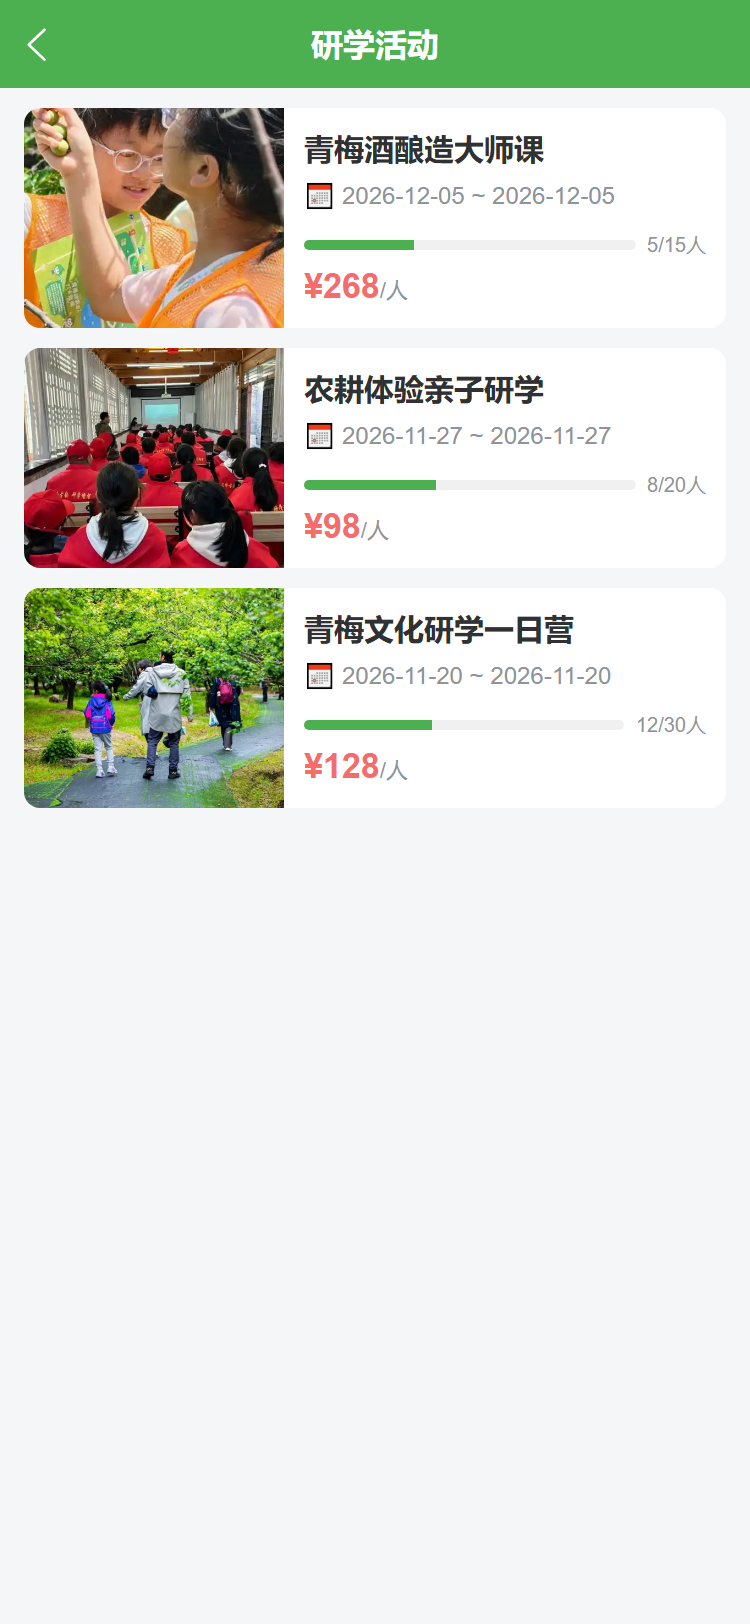 研学活动
青梅酒酿造大师课
2026-12-05 ~ 2026-12-05
5/15人
¥268/人
农耕体验亲子研学
2026-11-27 ~ 2026-11-27
8/20人
¥98/人
青梅文化研学一日营
2026-11-20 ~ 2026-11-20
12/30人
¥128/人